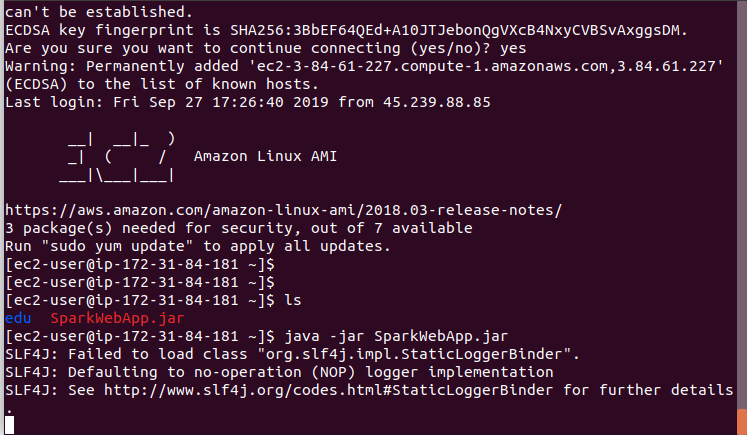 can't be established.
ECDSA key fingerprint is SHA256:3BbEF64QEd+A10JTJebonQgVXcB4NxyCVBSvAxggsDM.
Are you sure you want to continue connecting (yes/no)? yes
Warning: Permanently added 'ec2-3-84-61-227.compute-1.amazonaws.com,3.84.61.227'
(ECDSA) to the list of known hosts.
Last login: Fri Sep 27 17:26:40 2019 from 45.239.88.85
       __|  __|_  )
       _|  (     /   Amazon Linux AMI
      ___|\___|___|
https://aws.amazon.com/amazon-linux-ami/2018.03-release-notes/
3 package(s) needed for security, out of 7 available
Run "sudo yum update" to apply all updates.
[ec2-user@ip-172-31-84-181 ~]$
[ec2-user@ip-172-31-84-181 ~]$
[ec2-user@ip-172-31-84-181 ~]$ ls
edu  SparkWebApp.jar
[ec2-user@ip-172-31-84-181 ~]$ java -jar SparkWebApp.jar
SLF4J: Failed to load class "org.slf4j.impl.StaticLoggerBinder".
SLF4J: Defaulting to no-operation (NOP) logger implementation
SLF4J: See http://www.slf4j.org/codes.html#StaticLoggerBinder for further details
.